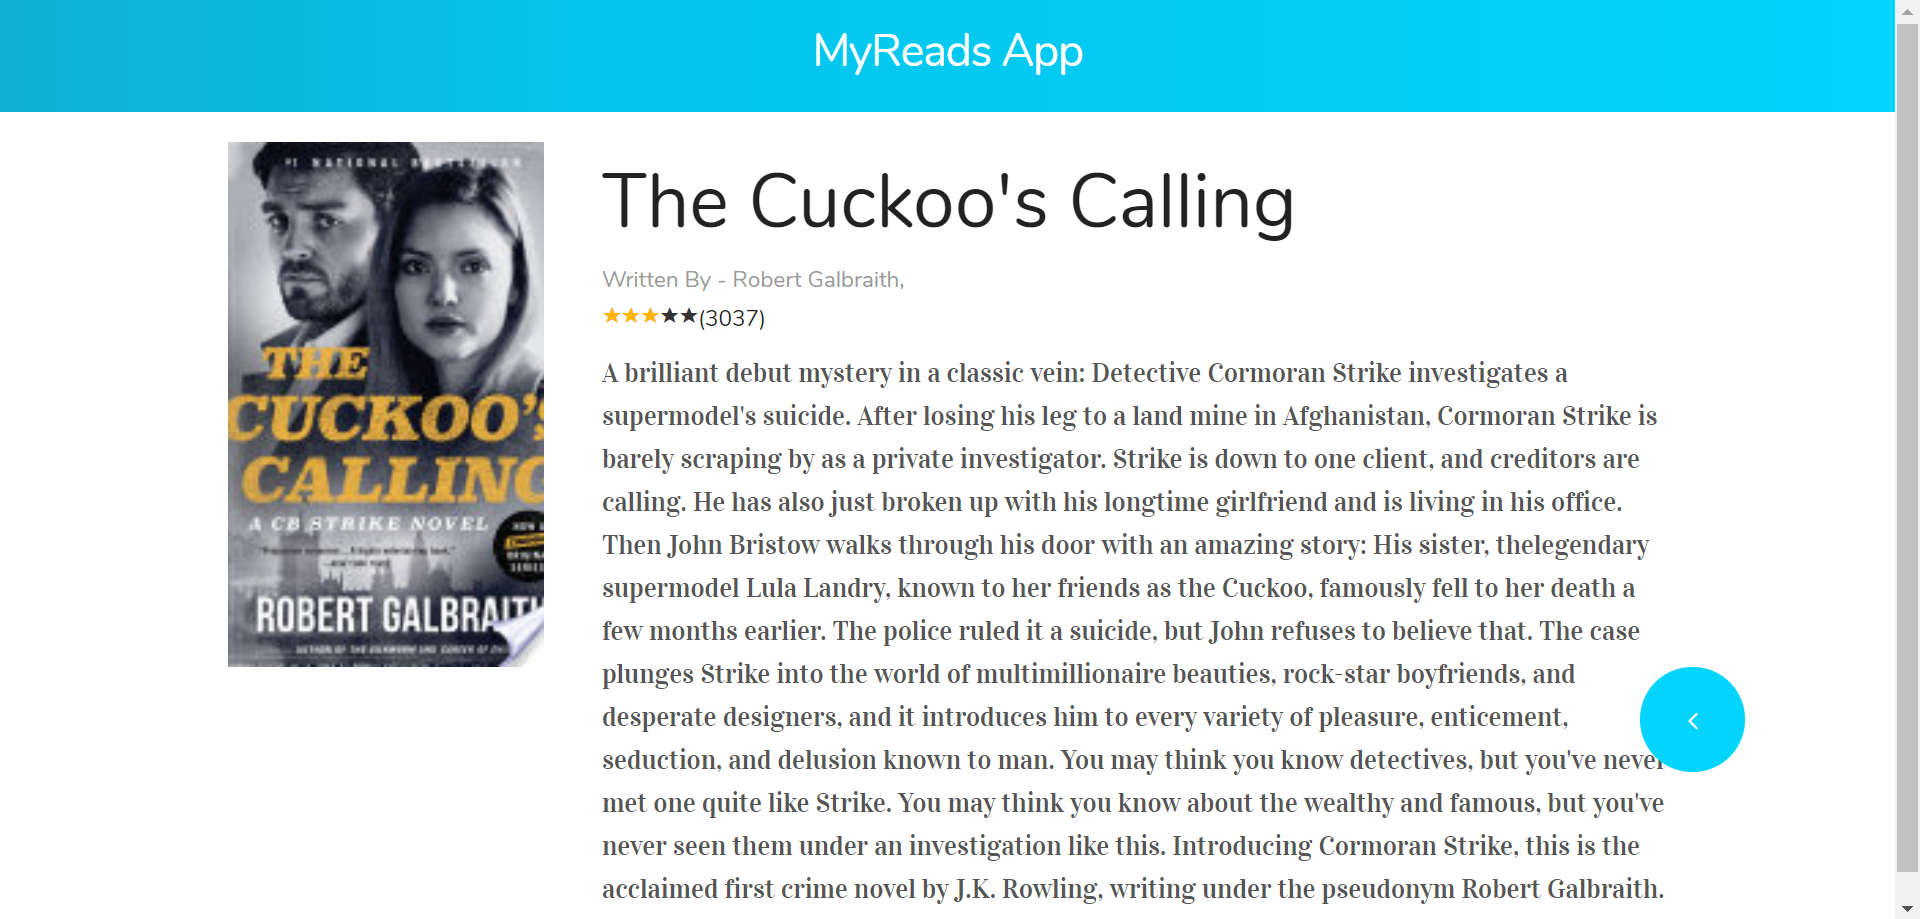 MyReads App
#1 NATIONAL BESTSELLER
THE
CUCKOO'S
CALLING
A CB STRIKE NOVEL
ROBERT GALBRAITH
The Cuckoo's Calling
Written By - Robert Galbraith,
★★★★★(3037)
A brilliant debut mystery in a classic vein: Detective Cormoran Strike investigates a
supermodel's suicide. After losing his leg to a land mine in Afghanistan, Cormoran Strike is
barely scraping by as a private investigator. Strike is down to one client, and creditors are
calling. He has also just broken up with his longtime girlfriend and is living in his office.
Then John Bristow walks through his door with an amazing story: His sister, thelegendary
supermodel Lula Landry, known to her friends as the Cuckoo, famously fell to her death a
few months earlier. The police ruled it a suicide, but John refuses to believe that. The case
plunges Strike into the world of multimillionaire beauties, rock-star boyfriends, and
desperate designers, and it introduces him to every variety of pleasure, enticement,
seduction, and delusion known to man. You may think you know detectives, but you've never
met one quite like Strike. You may think you know about the wealthy and famous, but you've
never seen them under an investigation like this. Introducing Cormoran Strike, this is the
acclaimed first crime novel by J.K. Rowling, writing under the pseudonym Robert Galbraith.